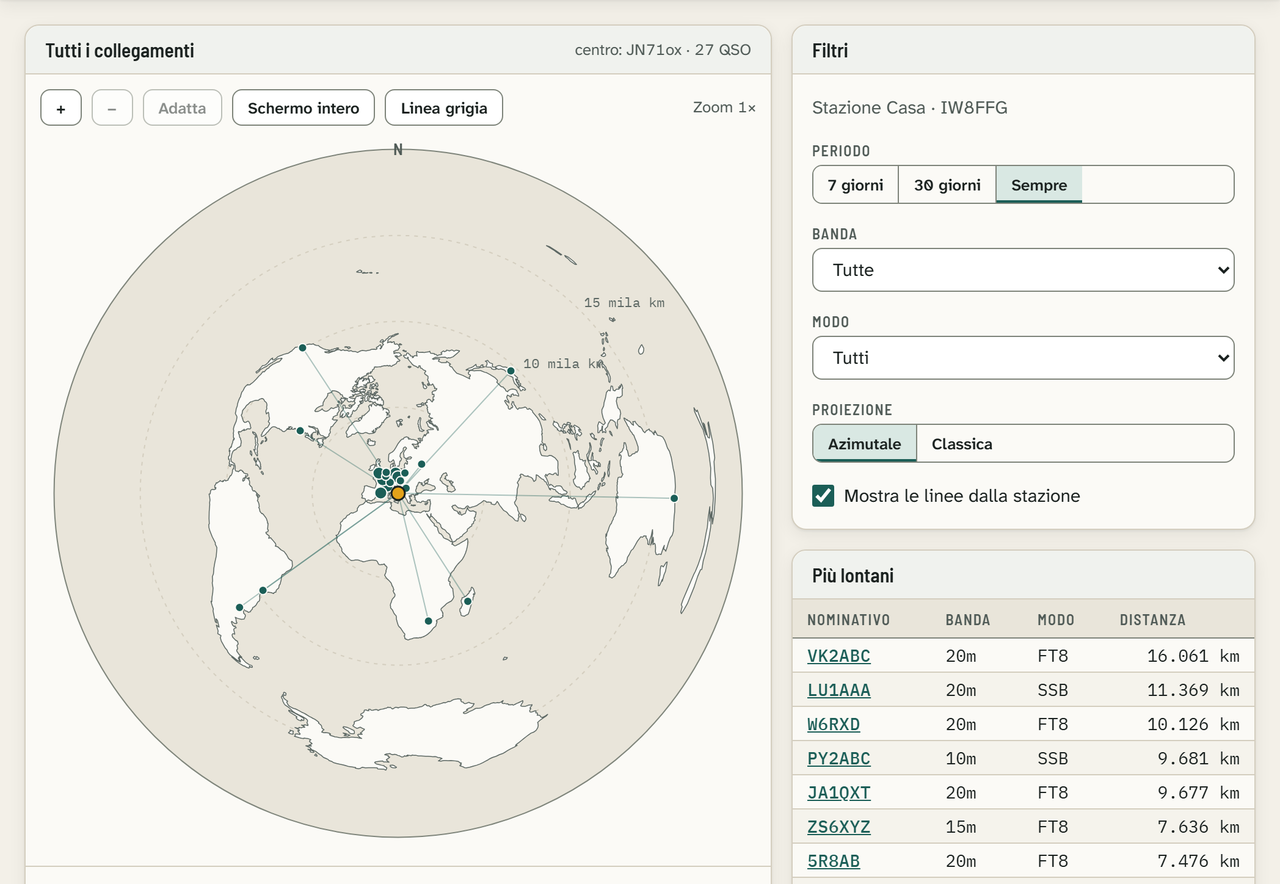 Tutti i collegamenti
centro: JN71ox · 27 QSO
+
−
Adatta
Schermo intero
Linea grigia
Zoom 1×
N
15 mila km
10 mila km
Filtri
Stazione Casa · IW8FFG
PERIODO
7 giorni
30 giorni
Sempre
BANDA
Tutte
MODO
Tutti
PROIEZIONE
Azimutale
Classica
Mostra le linee dalla stazione
Più lontani
NOMINATIVO BANDA MODO DISTANZA
VK2ABC 20m FT8 16.061 km
LU1AAA 20m SSB 11.369 km
W6RXD 20m FT8 10.126 km
PY2ABC 10m SSB 9.681 km
JA1QXT 20m FT8 9.677 km
ZS6XYZ 15m FT8 7.636 km
5R8AB 20m FT8 7.476 km